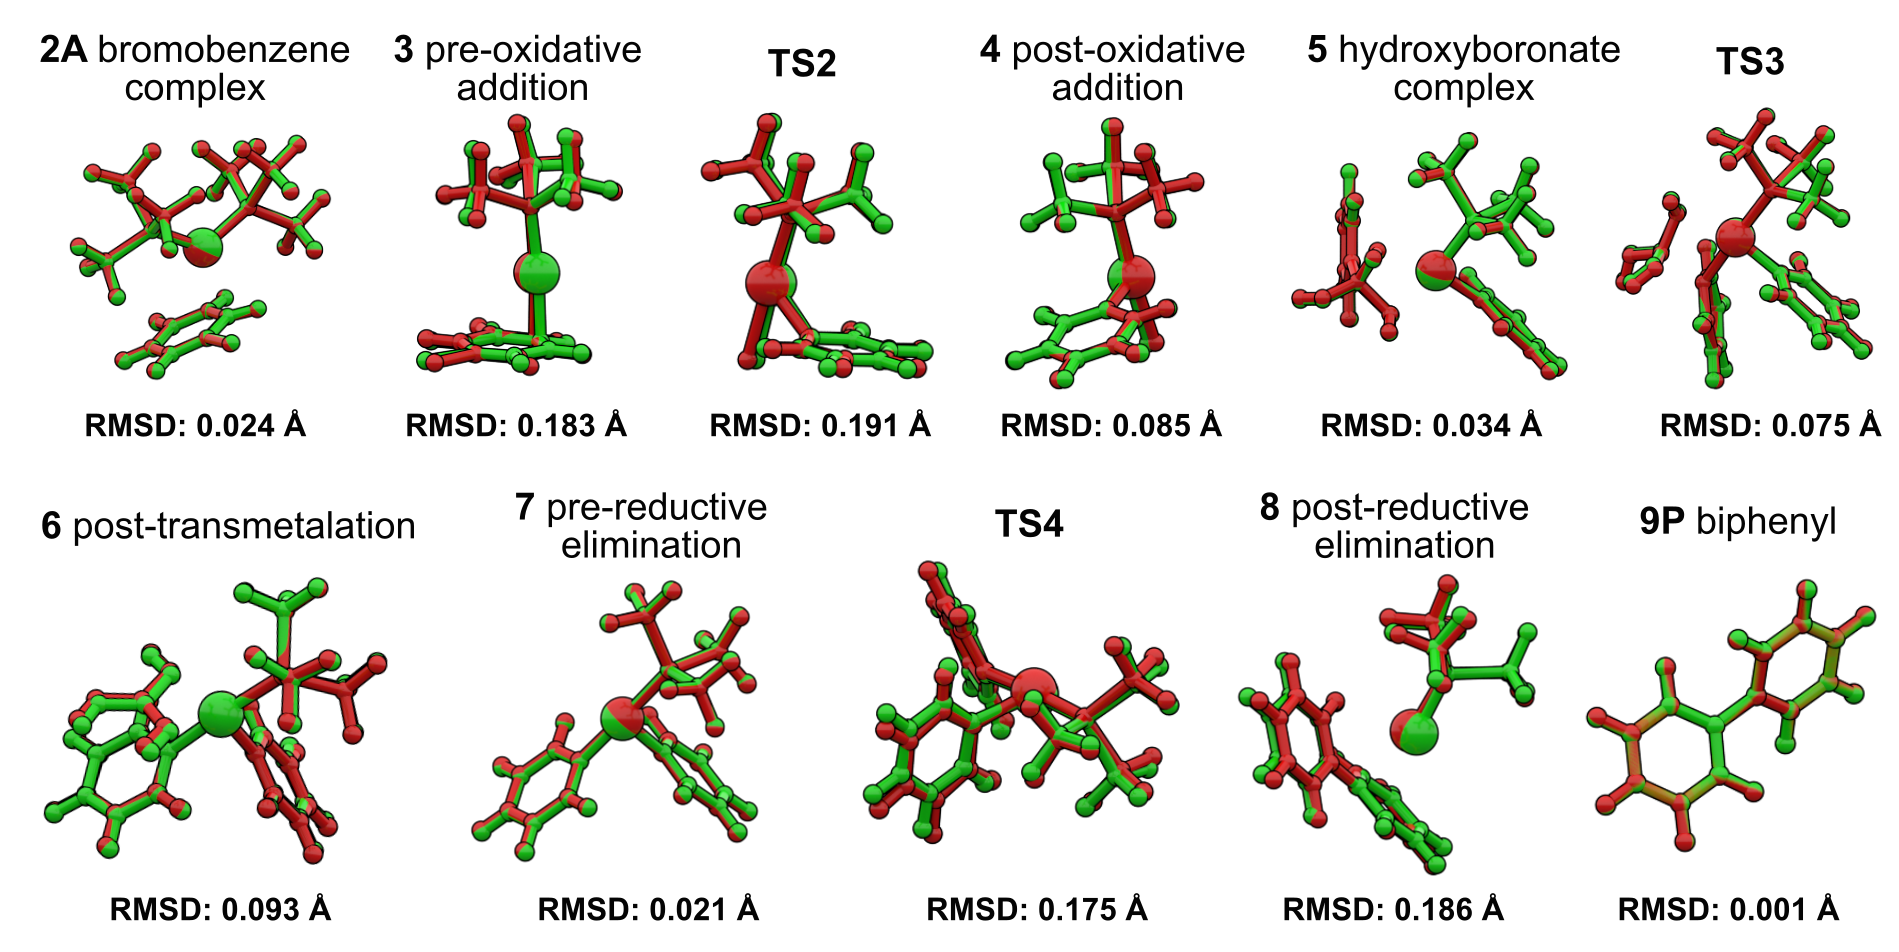 2A bromobenzene
complex
3 pre-oxidative
addition
TS2
4 post-oxidative
addition
5 hydroxyboronate
complex
TS3
RMSD: 0.024 Å
RMSD: 0.183 Å
RMSD: 0.191 Å
RMSD: 0.085 Å
RMSD: 0.034 Å
RMSD: 0.075 Å
6 post-transmetalation
7 pre-reductive
elimination
TS4
8 post-reductive
elimination
9P biphenyl
RMSD: 0.093 Å
RMSD: 0.021 Å
RMSD: 0.175 Å
RMSD: 0.186 Å
RMSD: 0.001 Å